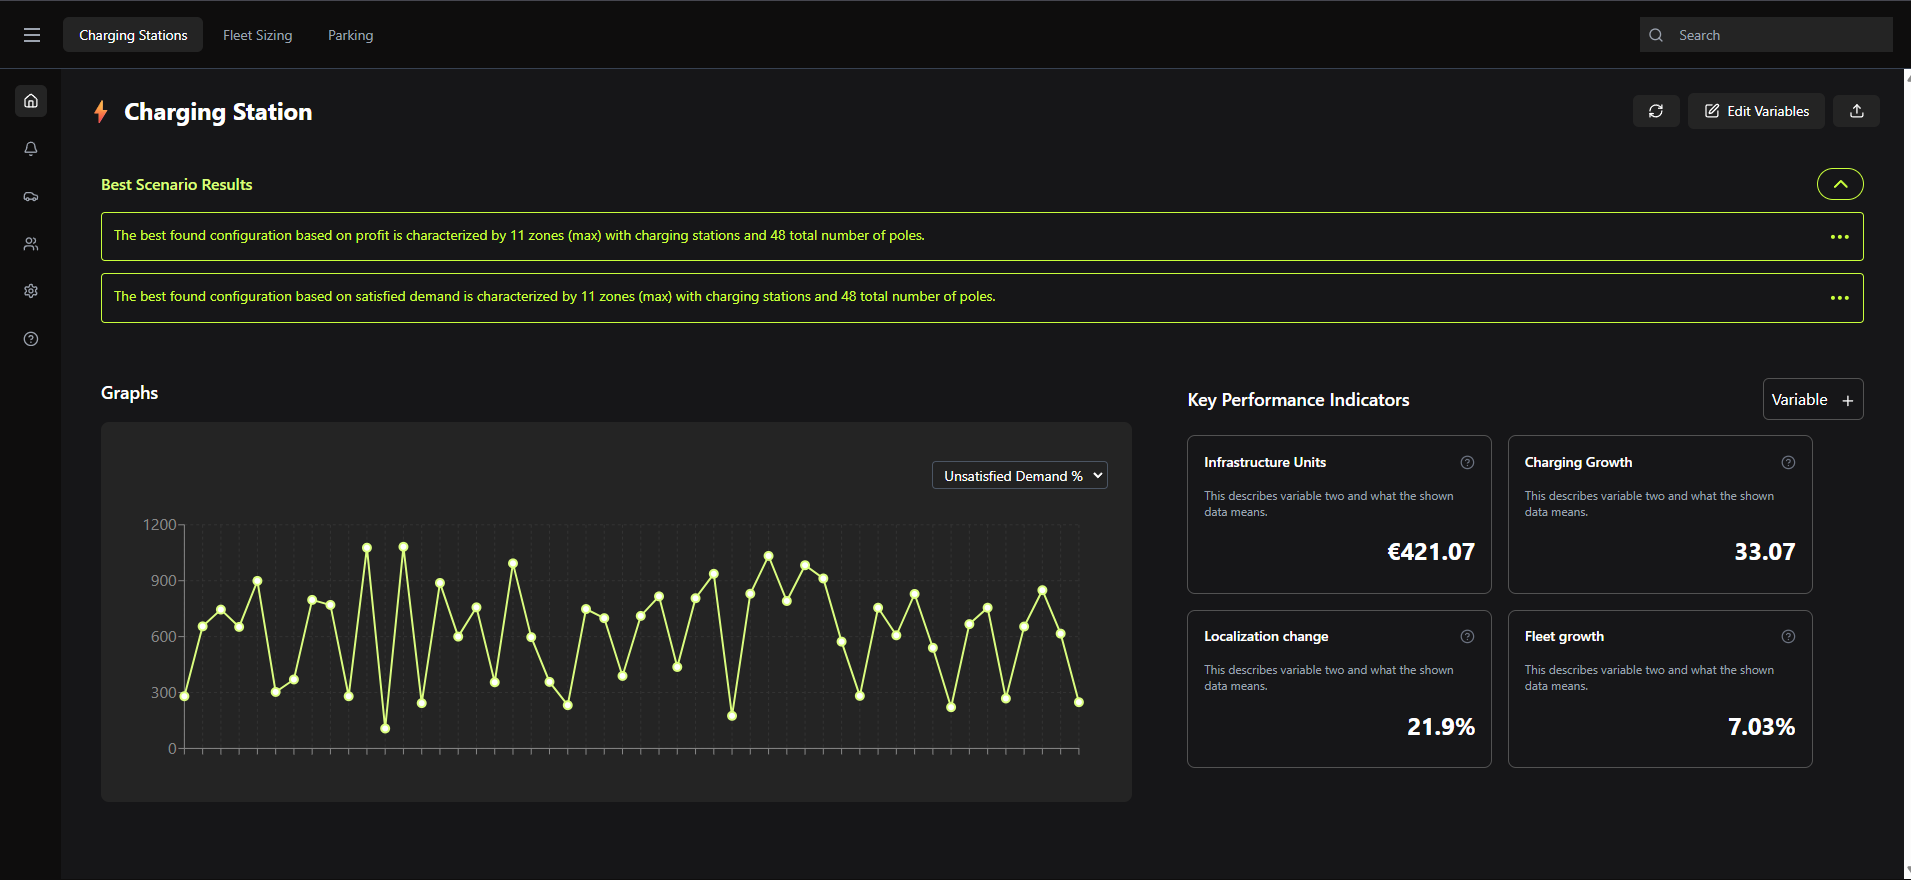 Charging Stations
Fleet Sizing
Parking
Search
Charging Station
Edit Variables
Best Scenario Results
The best found configuration based on profit is characterized by 11 zones (max) with charging stations and 48 total number of poles.
The best found configuration based on satisfied demand is characterized by 11 zones (max) with charging stations and 48 total number of poles.
Graphs
Unsatisfied Demand %
1200
900
600
300
0
Key Performance Indicators
Variable +
Infrastructure Units
This describes variable two and what the shown
data means.
€421.07
Charging Growth
This describes variable two and what the shown
data means.
33.07
Localization change
This describes variable two and what the shown
data means.
21.9%
Fleet growth
This describes variable two and what the shown
data means.
7.03%